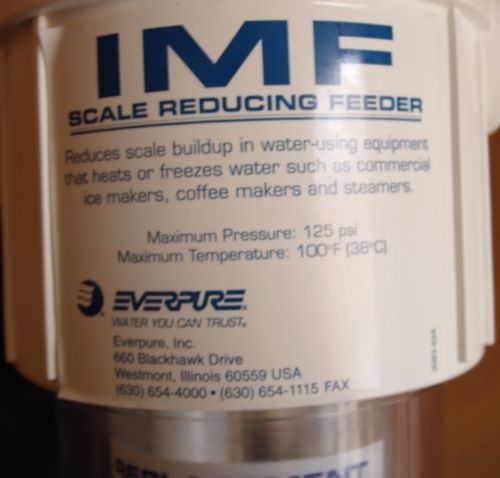 IMF
SCALE REDUCING FEEDER
Reduces scale buildup in water-using equipment
that heats or freezes water such as commercial
ice makers, coffee makers and steamers.
Maximum Pressure: 125 psi
Maximum Temperature: 100°F (38°C)
EVERPURE®
WATER YOU CAN TRUST®
Everpure, Inc.
660 Blackhawk Drive
Westmont, Illinois 60559 USA
(630) 654-4000 • (630) 654-1115 FAX